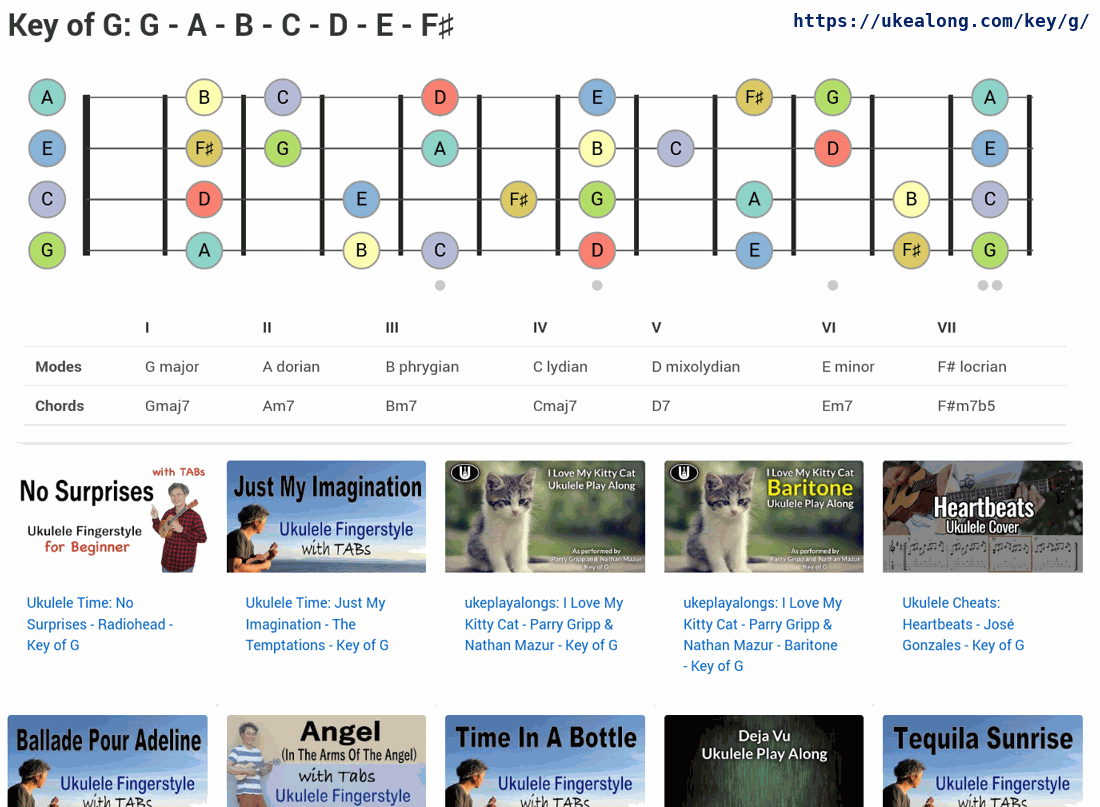 Key of G: G - A - B - C - D - E - F♯
https://ukealong.com/key/g/
A B C D E F♯ G A
E F♯ G A B C D E
C D E F♯ G A B C
G A B C D E F♯ G
I II III IV V VI VII
Modes G major A dorian B phrygian C lydian D mixolydian E minor F# locrian
Chords Gmaj7 Am7 Bm7 Cmaj7 D7 Em7 F#m7b5
with TABs
No Surprises
Ukulele Fingerstyle
for Beginner
Just My Imagination
Ukulele Fingerstyle
with TABs
I Love My Kitty Cat
Ukulele Play Along
As performed by
Parry Gripp and Nathan Mazur
Key of G
I Love My Kitty Cat
Baritone
Ukulele Play Along
As performed by
Parry Gripp and Nathan Mazur
Key of G
Heartbeats
Ukulele Cover
Ukulele Time: No
Surprises - Radiohead -
Key of G
Ukulele Time: Just My
Imagination - The
Temptations - Key of G
ukeplayalongs: I Love My
Kitty Cat - Parry Gripp &
Nathan Mazur - Key of G
ukeplayalongs: I Love My
Kitty Cat - Parry Gripp &
Nathan Mazur - Baritone
- Key of G
Ukulele Cheats:
Heartbeats - José
Gonzales - Key of G
Ballade Pour Adeline
Ukulele Fingerstyle
with TABs
Angel
(In The Arms Of The Angel)
with Tabs
Ukulele Fingerstyle
Time In A Bottle
Ukulele Fingerstyle
with TABs
Deja Vu
Ukulele Play Along
Tequila Sunrise
Ukulele Fingerstyle
with TABs